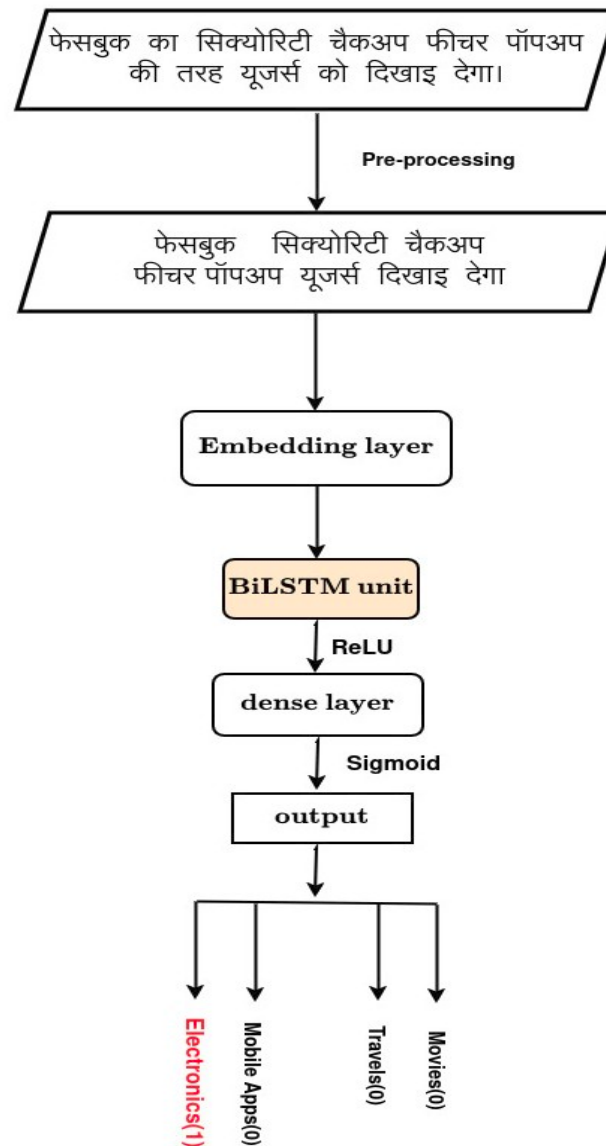 फेसबुक का सिक्योरिटी चैकअप फीचर पॉपअप
की तरह यूजर्स को दिखाइ देगा।
Pre-processing
फेसबुक सिक्योरिटी चैकअप
फीचर पॉपअप यूजर्स दिखाइ देगा
Embedding layer
BiLSTM unit
ReLU
dense layer
Sigmoid
output
Electronics(1)
Mobile Apps(0)
Travels(0)
Movies(0)